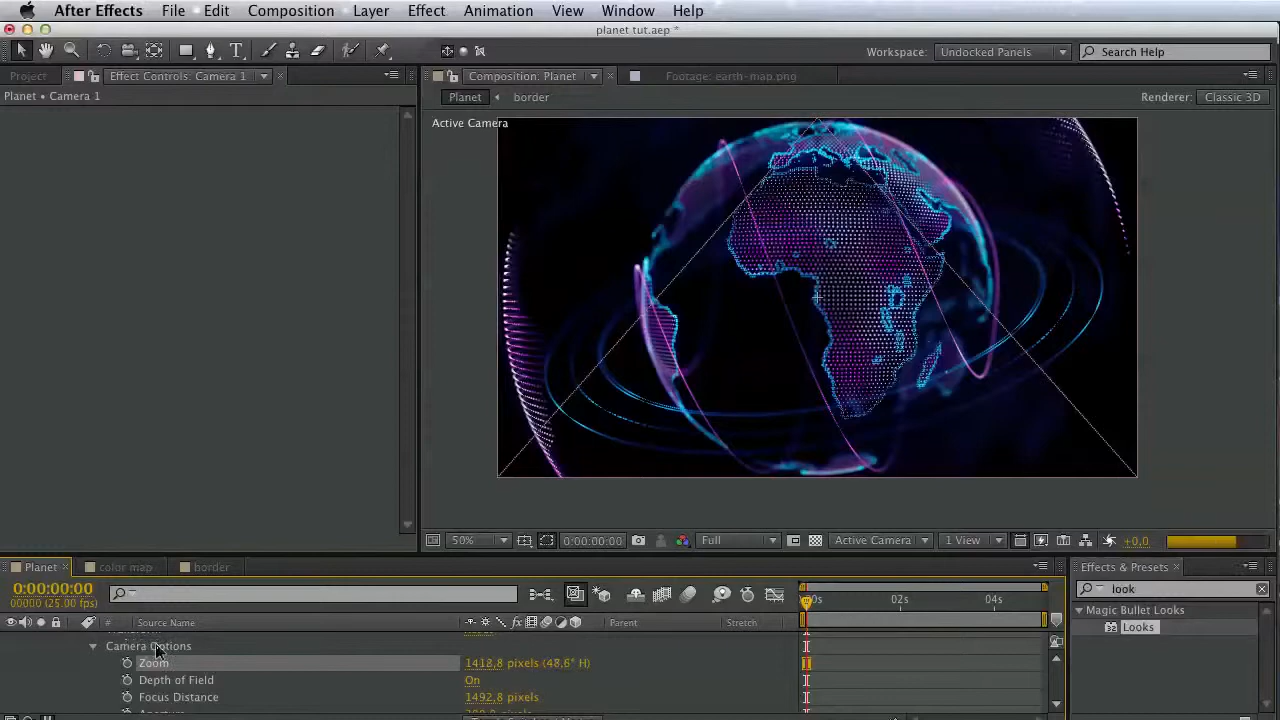 After Effects File Edit Composition Layer Effect Animation View Window Help
planet tut.aep *
Workspace: Undocked Panels Search Help
Project Effect Controls: Camera 1 Composition: Planet Footage: earth-map.png
Planet • Camera 1 Planet border Renderer: Classic 3D
Active Camera
50% 0:00:00:00 Full Active Camera 1 View +0,0
Planet color map border Effects & Presets
0:00:00:00
00000 (25.00 fps)
look
0s 02s 04s
Magic Bullet Looks
Looks
# Source Name Parent Stretch
Camera Options
Zoom 1418,8 pixels (48,6° H)
Depth of Field On
Focus Distance 1492,8 pixels